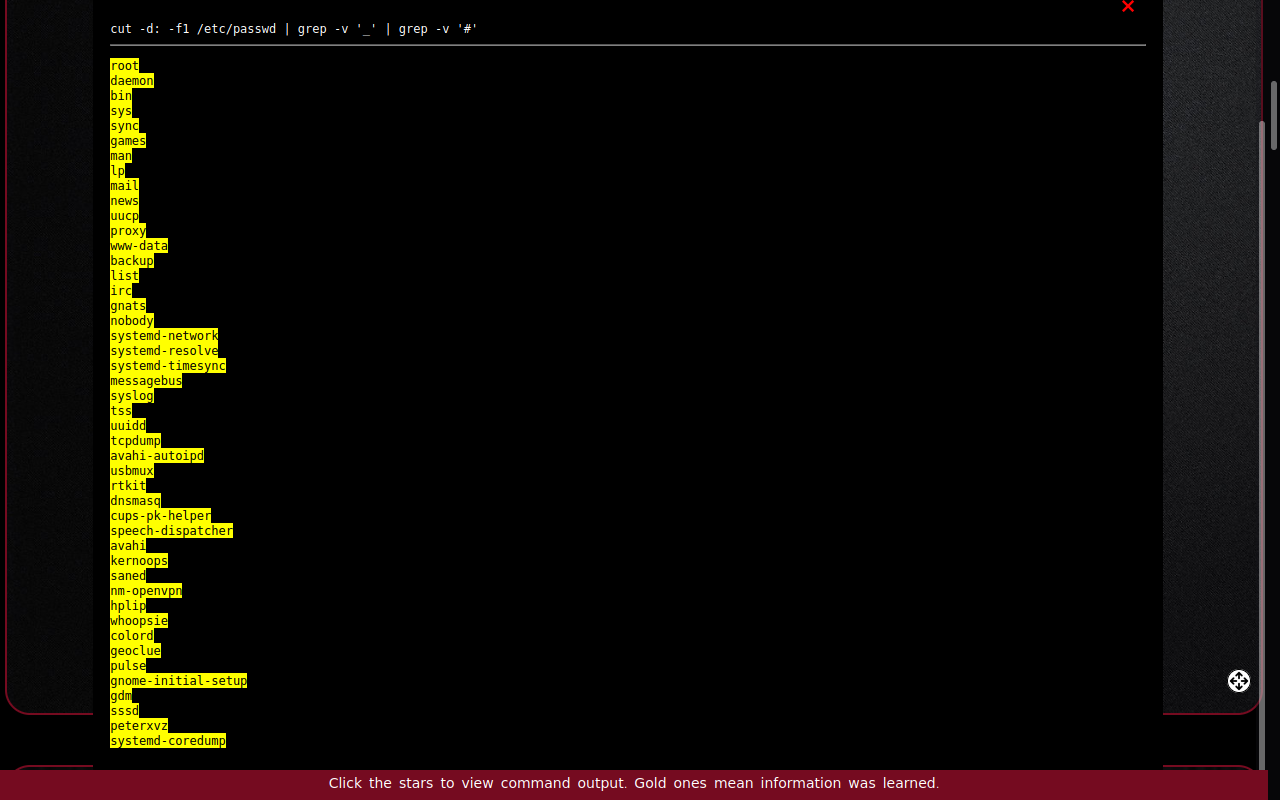 cut -d: -f1 /etc/passwd | grep -v '_' | grep -v '#'
root
daemon
bin
sys
sync
games
man
lp
mail
news
uucp
proxy
www-data
backup
list
irc
gnats
nobody
systemd-network
systemd-resolve
systemd-timesync
messagebus
syslog
tss
uuidd
tcpdump
avahi-autoipd
usbmux
rtkit
dnsmasq
cups-pk-helper
speech-dispatcher
avahi
kernoops
saned
nm-openvpn
hplip
whoopsie
colord
geoclue
pulse
gnome-initial-setup
gdm
sssd
peterxvz
systemd-coredump
Click the stars to view command output. Gold ones mean information was learned.